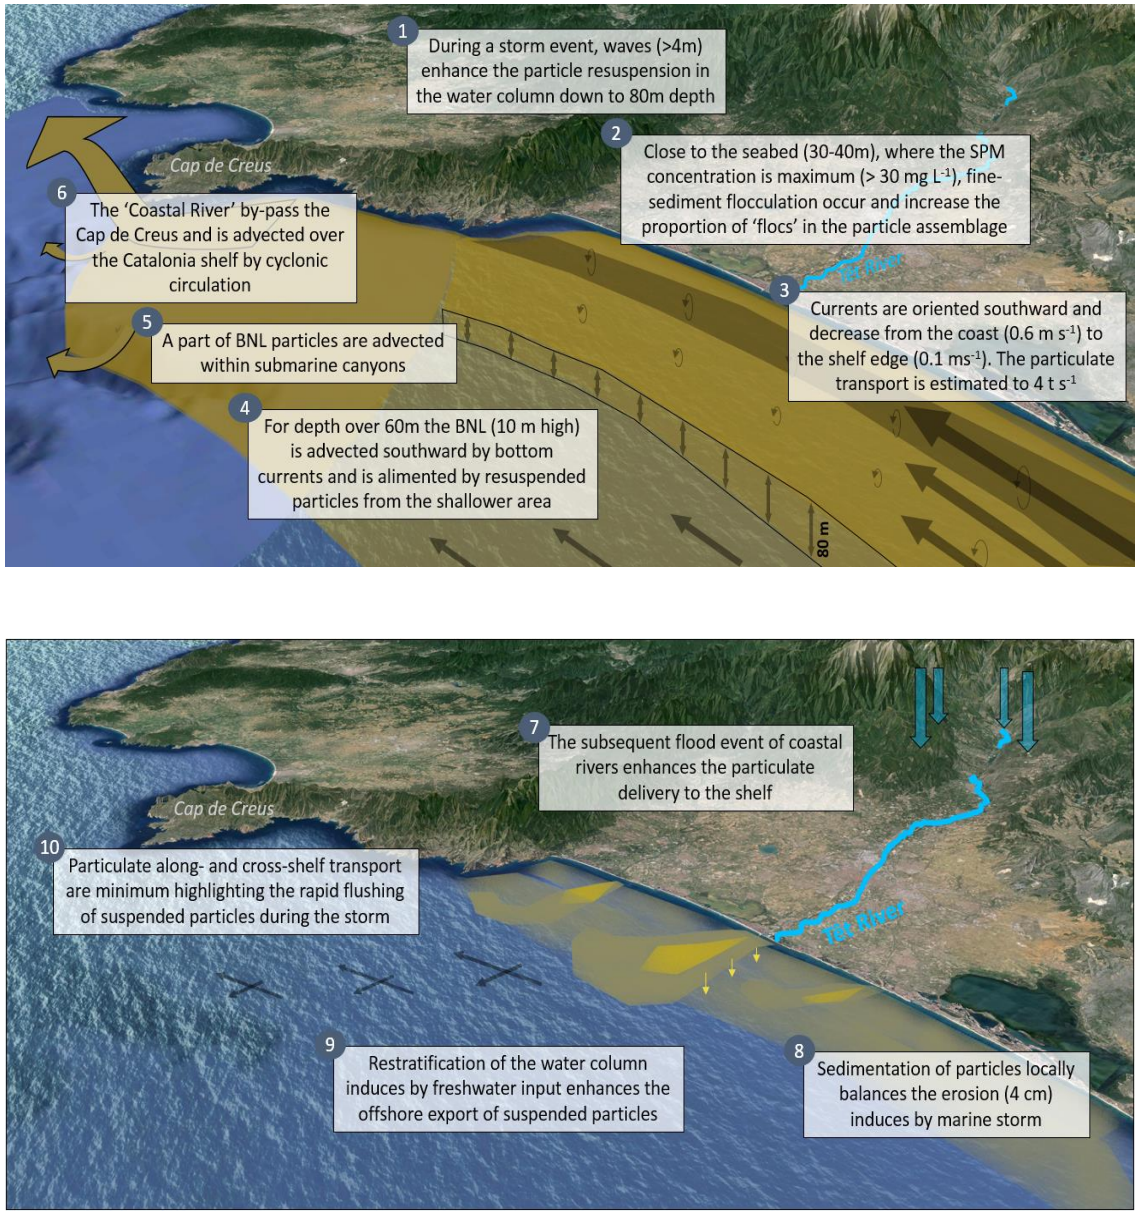 1
During a storm event, waves (>4m)
enhance the particle resuspension in
the water column down to 80m depth
2
Close to the seabed (30-40m), where the SPM
concentration is maximum (> 30 mg L⁻¹), fine-
sediment flocculation occur and increase the
proportion of 'flocs' in the particle assemblage
Cap de Creus
6
The 'Coastal River' by-pass the
Cap de Creus and is advected over
the Catalonia shelf by cyclonic
circulation
Têt River
3
Currents are oriented southward and
decrease from the coast (0.6 m s⁻¹) to
the shelf edge (0.1 ms⁻¹). The particulate
transport is estimated to 4 t s⁻¹
5
A part of BNL particles are advected
within submarine canyons
4
For depth over 60m the BNL (10 m high)
is advected southward by bottom
currents and is alimented by resuspended
particles from the shallower area
80 m
7
The subsequent flood event of coastal
rivers enhances the particulate
delivery to the shelf
Cap de Creus
10
Particulate along- and cross-shelf transport
are minimum highlighting the rapid flushing
of suspended particles during the storm
Têt River
9
Restratification of the water column
induces by freshwater input enhances the
offshore export of suspended particles
8
Sedimentation of particles locally
balances the erosion (4 cm)
induces by marine storm